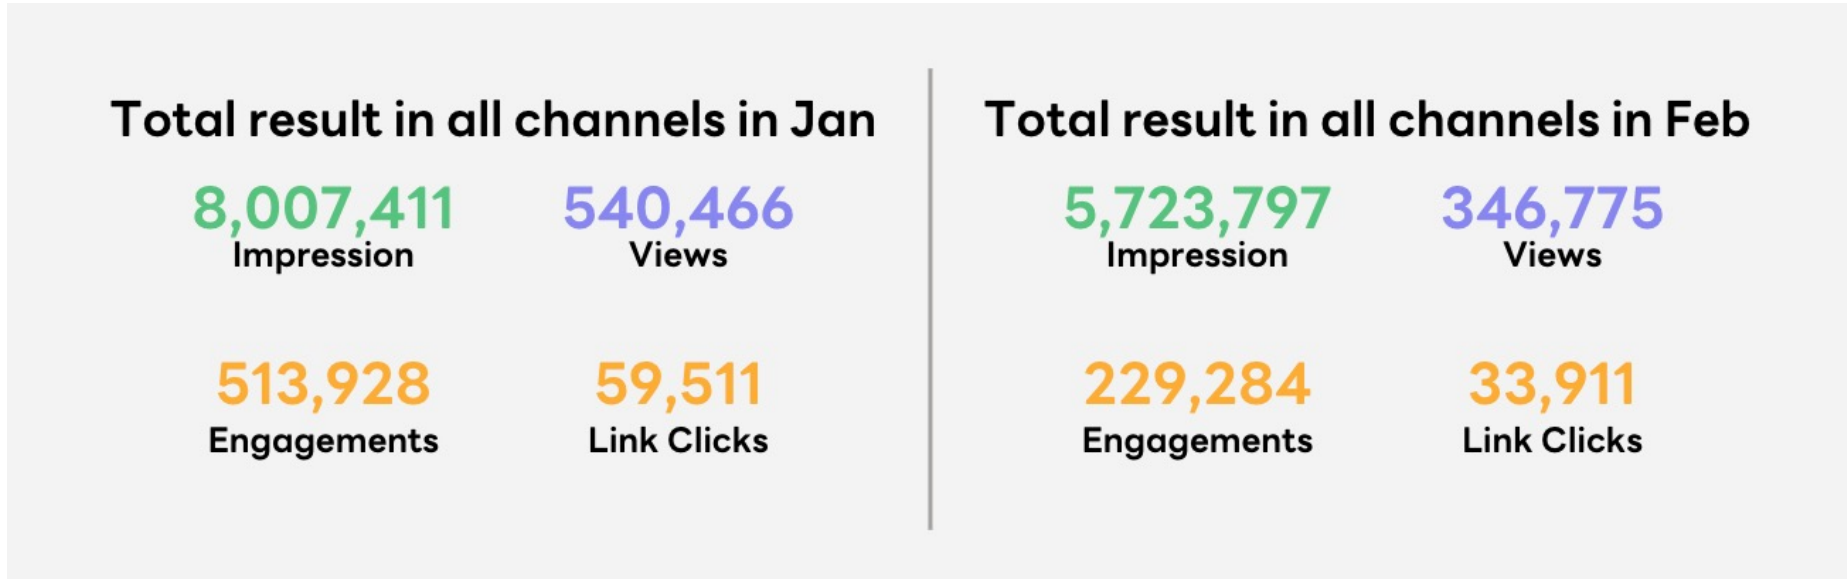 Total result in all channels in Jan
8,007,411
Impression
540,466
Views
513,928
Engagements
59,511
Link Clicks
Total result in all channels in Feb
5,723,797
Impression
346,775
Views
229,284
Engagements
33,911
Link Clicks